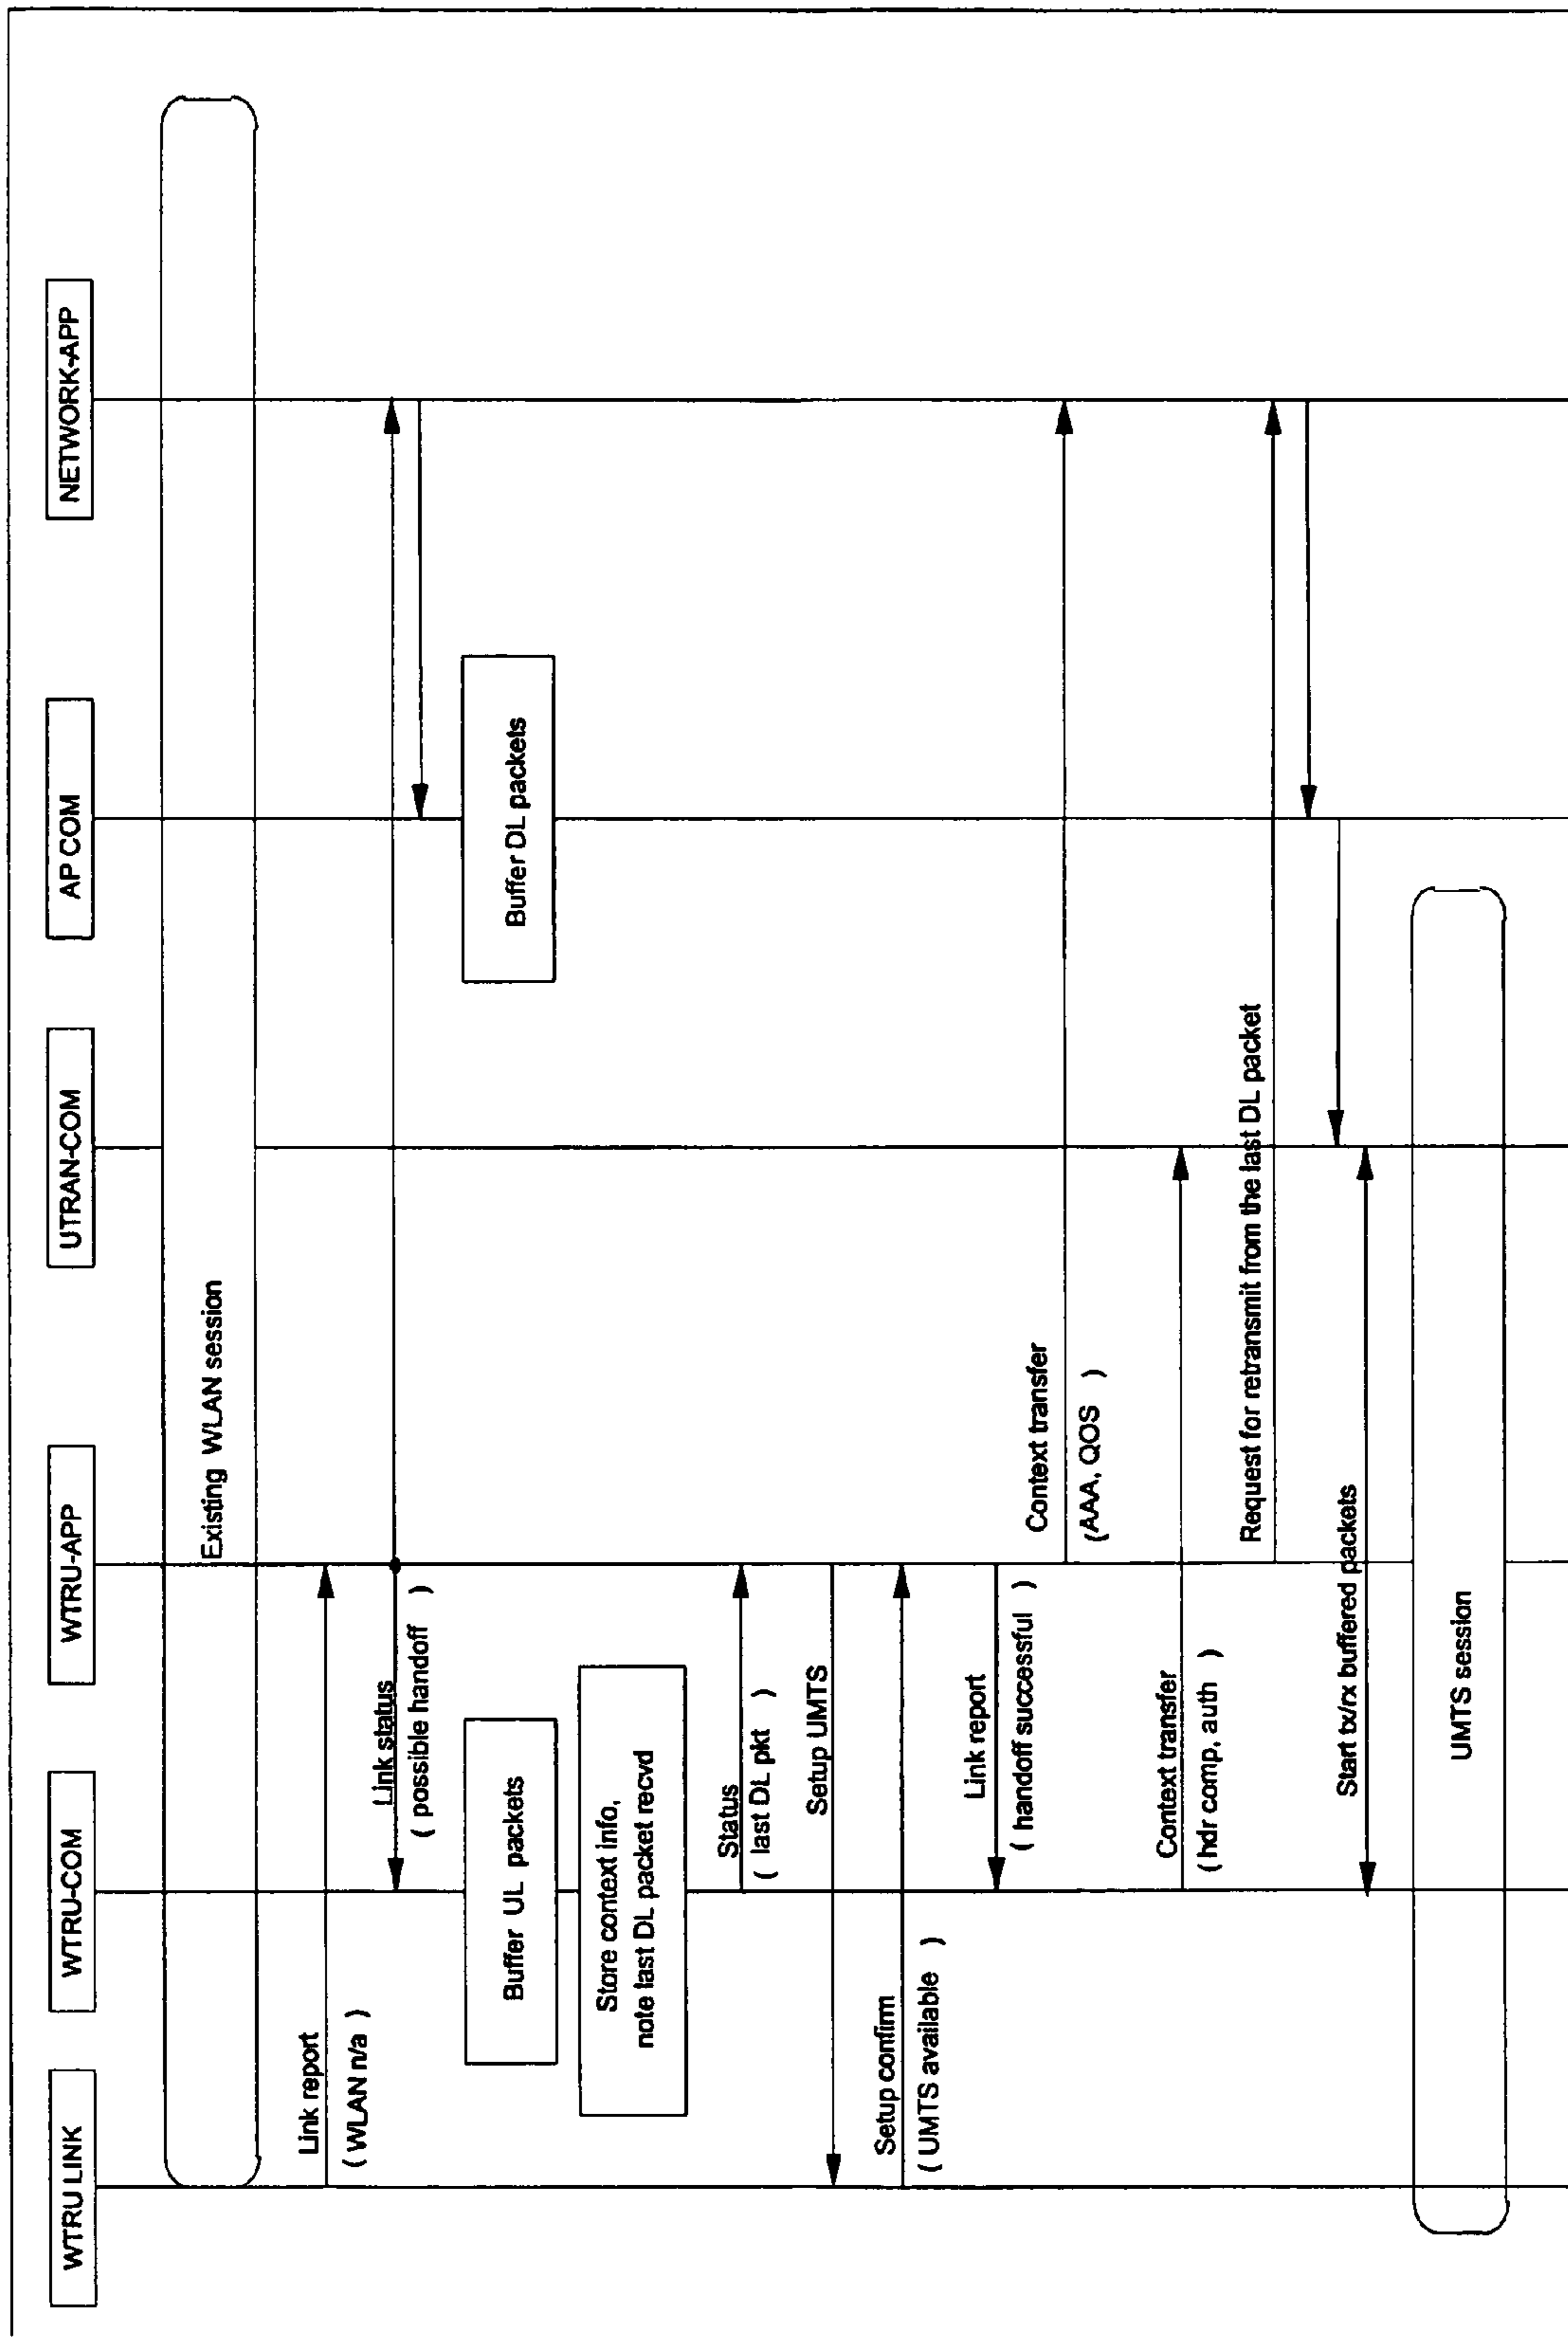 WTRU LINK
WTRU-COM
WTRU-APP
UTRAN-COM
AP COM
NETWORK-APP
Existing WLAN session
Link report
( WLAN n/a )
Link status
( possible handoff )
Buffer UL packets
Buffer DL packets
Store context info,
note last DL packet recvd
Status
( last DL pkt )
Setup UMTS
Setup confirm
( UMTS available )
Link report
( handoff successful )
Context transfer
(AAA, QOS )
Context transfer
(hdr comp, auth )
Request for retransmit from the last DL packet
Start tx/rx buffered packets
UMTS session